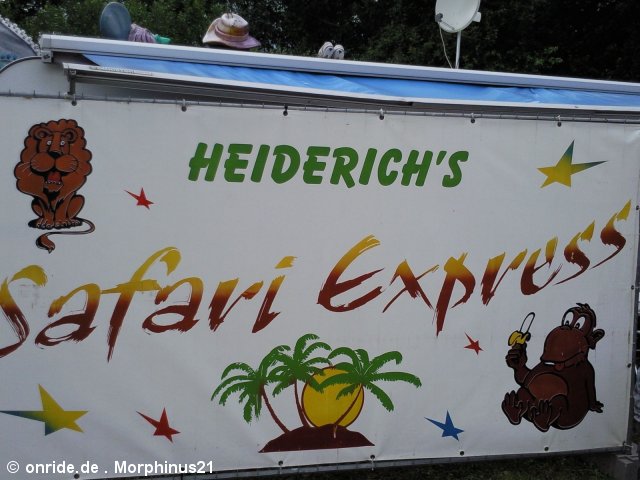 HEIDERICH'S
Safari Express
© onride.de . Morphinus21